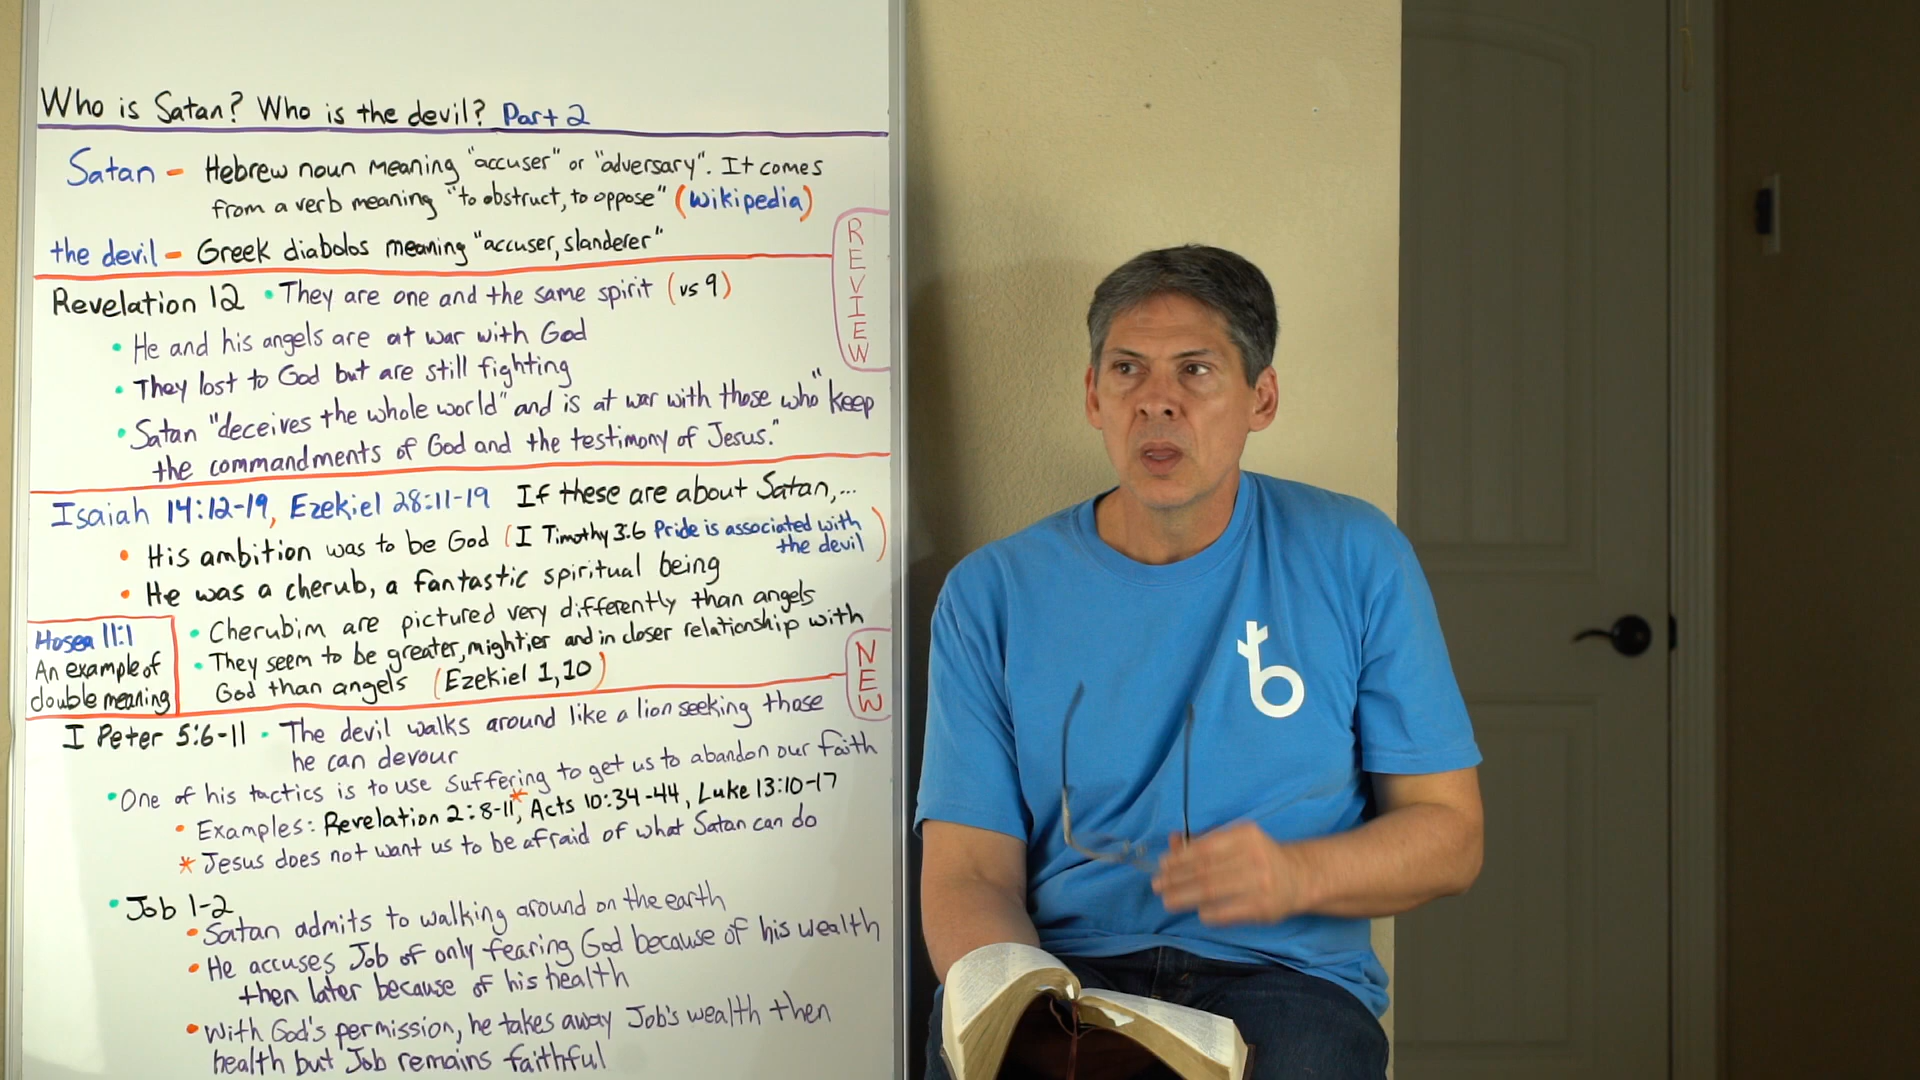 Who is Satan? Who is the devil? Part 2
Satan - Hebrew noun meaning "accuser" or "adversary". It comes
from a verb meaning "to obstruct, to oppose" (Wikipedia)
the devil - Greek diabolos meaning "accuser, slanderer"
REVIEW
Revelation 12 • They are one and the same spirit (vs 9)
• He and his angels are at war with God
• They lost to God but are still fighting
• Satan "deceives the whole world" and is at war with those who "keep
the commandments of God and the testimony of Jesus."
Isaiah 14:12-19, Ezekiel 28:11-19 If these are about Satan,...
• His ambition was to be God (I Timothy 3:6 Pride is associated with
the devil)
• He was a cherub, a fantastic spiritual being
• Cherubim are pictured very differently than angels
• They seem to be greater, mightier and in closer relationship with
God than angels (Ezekiel 1, 10)
Hosea 11:1
An example of
double meaning
NEW
I Peter 5:6-11 • The devil walks around like a lion seeking those
he can devour
• One of his tactics is to use suffering to get us to abandon our faith
• Examples: Revelation 2:8-11*, Acts 10:34-44, Luke 13:10-17
* Jesus does not want us to be afraid of what Satan can do
• Job 1-2
• Satan admits to walking around on the earth
• He accuses Job of only fearing God because of his wealth
then later because of his health
• With God's permission, he takes away Job's wealth then
health but Job remains faithful